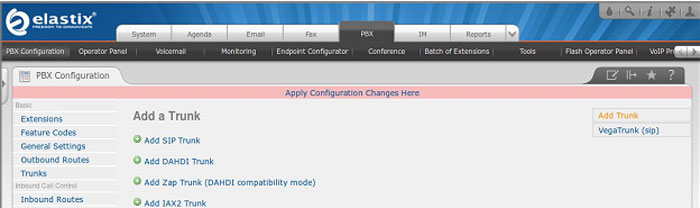 elastix
FREEDOM TO COMMUNICATE
System Agenda Email Fax PBX IM Reports
PBX Configuration Operator Panel Voicemail Monitoring Endpoint Configurator Conference Batch of Extensions Tools Flash Operator Panel VoIP Pr
PBX Configuration
Apply Configuration Changes Here
Basic
Extensions
Feature Codes
General Settings
Outbound Routes
Trunks
Inbound Call Control
Inbound Routes
Add a Trunk
Add SIP Trunk
Add DAHDI Trunk
Add Zap Trunk (DAHDI compatibility mode)
Add IAX2 Trunk
Add Trunk
VegaTrunk (sip)